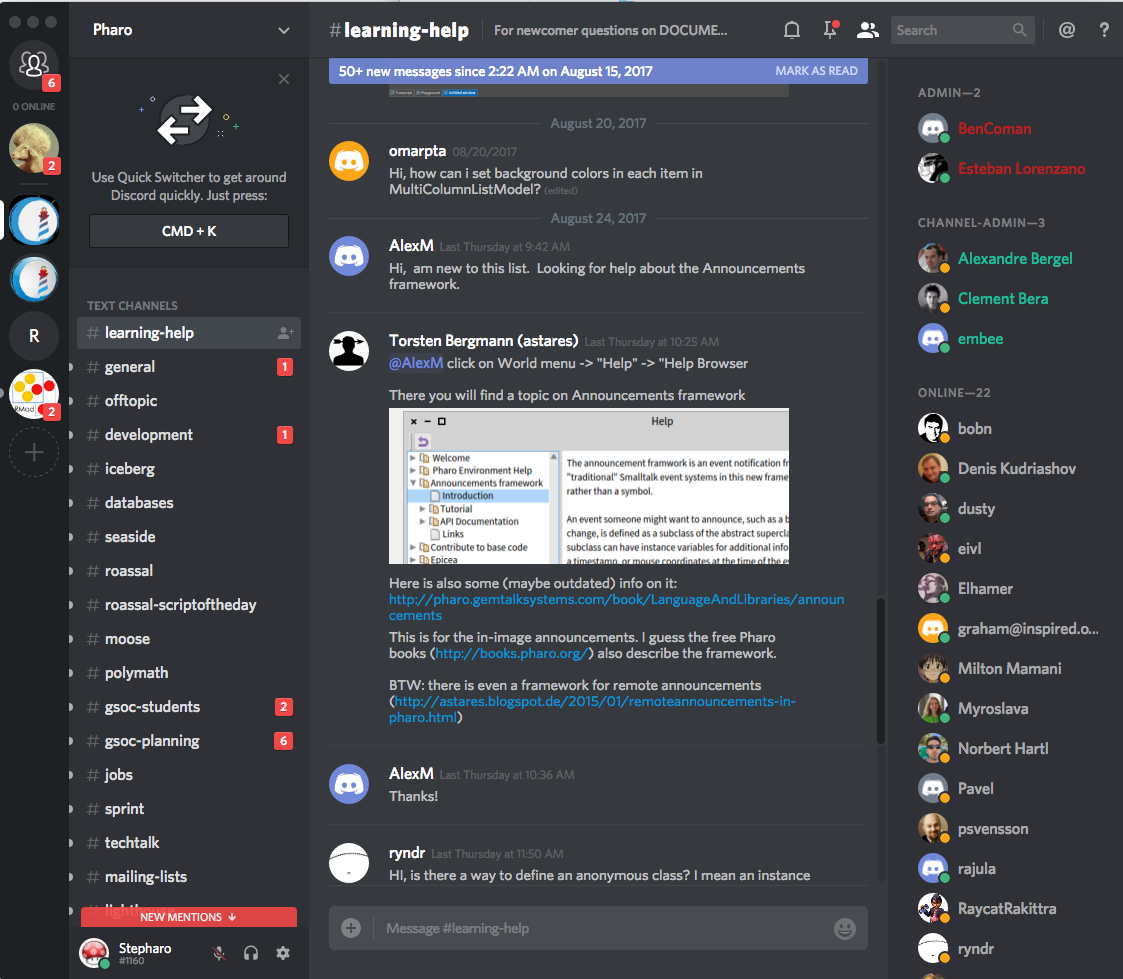 6
0 ONLINE
2
R
RMod
2
Pharo
Use Quick Switcher to get around
Discord quickly. Just press:
CMD + K
TEXT CHANNELS
# learning-help
# general 1
# offtopic
# development 1
# iceberg
# databases
# seaside
# roassal
# roassal-scriptoftheday
# moose
# polymath
# gsoc-students 2
# gsoc-planning 6
# jobs
# sprint
# techtalk
# mailing-lists
# lighthouse
NEW MENTIONS ↓
Stepharo
#1160
#learning-help
For newcomer questions on DOCUME...
Search
@ ?
50+ new messages since 2:22 AM on August 15, 2017 MARK AS READ
Transcript Playground Untitled window
August 20, 2017
omarpta 08/20/2017
Hi, how can i set background colors in each item in
MultiColumnListModel? (edited)
August 24, 2017
AlexM Last Thursday at 9:42 AM
Hi,  am new to this list.  Looking for help about the Announcements
framework.
Torsten Bergmann (astares) Last Thursday at 10:25 AM
@AlexM click on World menu -> "Help" -> "Help Browser
There you will find a topic on Announcements framework
Help
Welcome
Pharo Environment Help
Announcements framework
Introduction
Tutorial
API Documentation
Links
Contribute to base code
Epicea
The announcement framwork is an event notification fr
"traditional" Smalltalk event systems in this new frame
rather than a symbol.
An event someone might want to announce, such as a b
change, is defined as a subclass of the abstract superclа
subclass can have instance variables for additional info
a timestamp, or mouse coordinates at the time of the ev
Here is also some (maybe outdated) info on it:
http://pharo.gemtalksystems.com/book/LanguageAndLibraries/announ
cements
This is for the in-image announcements. I guess the free Pharo
books (http://books.pharo.org/) also describe the framework.
BTW: there is even a framework for remote announcements
(http://astares.blogspot.de/2015/01/remoteannouncements-in-
pharo.html)
AlexM Last Thursday at 10:36 AM
Thanks!
ryndr Last Thursday at 11:50 AM
HI, is there a way to define an anonymous class? I mean an instance
Message #learning-help
ADMIN—2
BenComan
Esteban Lorenzano
CHANNEL-ADMIN—3
Alexandre Bergel
Clement Bera
embee
ONLINE—22
bobn
Denis Kudriashov
dusty
eivl
Elhamer
graham@inspired.o...
Milton Mamani
Myroslava
Norbert Hartl
Pavel
psvensson
rajula
RaycatRakittra
ryndr